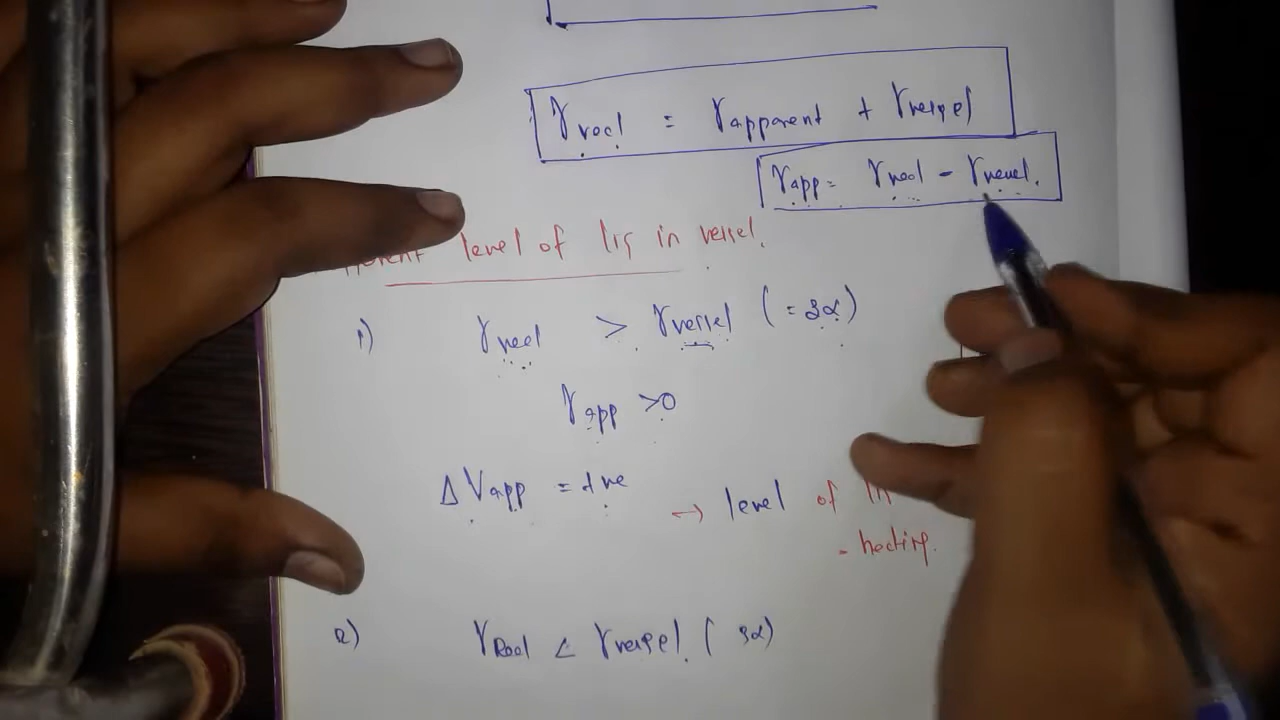 γreal = γapparent + γvessel
γapp = γreal - γvessel.
level of liq in vessel.
1) γreal > γvessel (= 3α)
γapp >0
ΔVapp = +ve → level of
- heating.
2) γReal < γvessel. ( 3α)